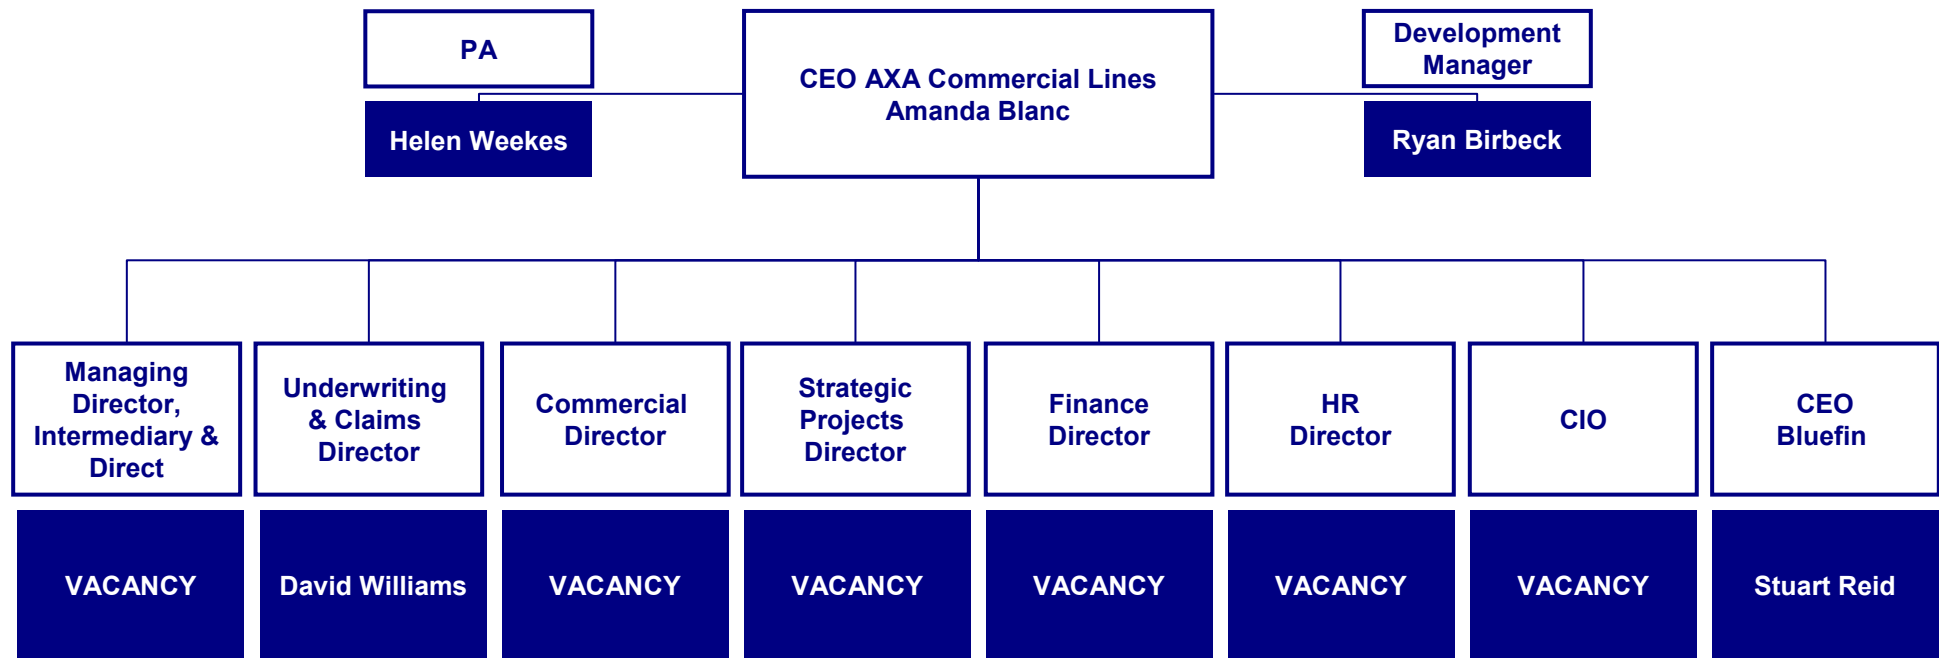 PA
Helen Weekes
CEO AXA Commercial Lines
Amanda Blanc
Development
Manager
Ryan Birbeck
Managing
Director,
Intermediary &
Direct
VACANCY
Underwriting
& Claims
Director
David Williams
Commercial
Director
VACANCY
Strategic
Projects
Director
VACANCY
Finance
Director
VACANCY
HR
Director
VACANCY
CIO
VACANCY
CEO
Bluefin
Stuart Reid